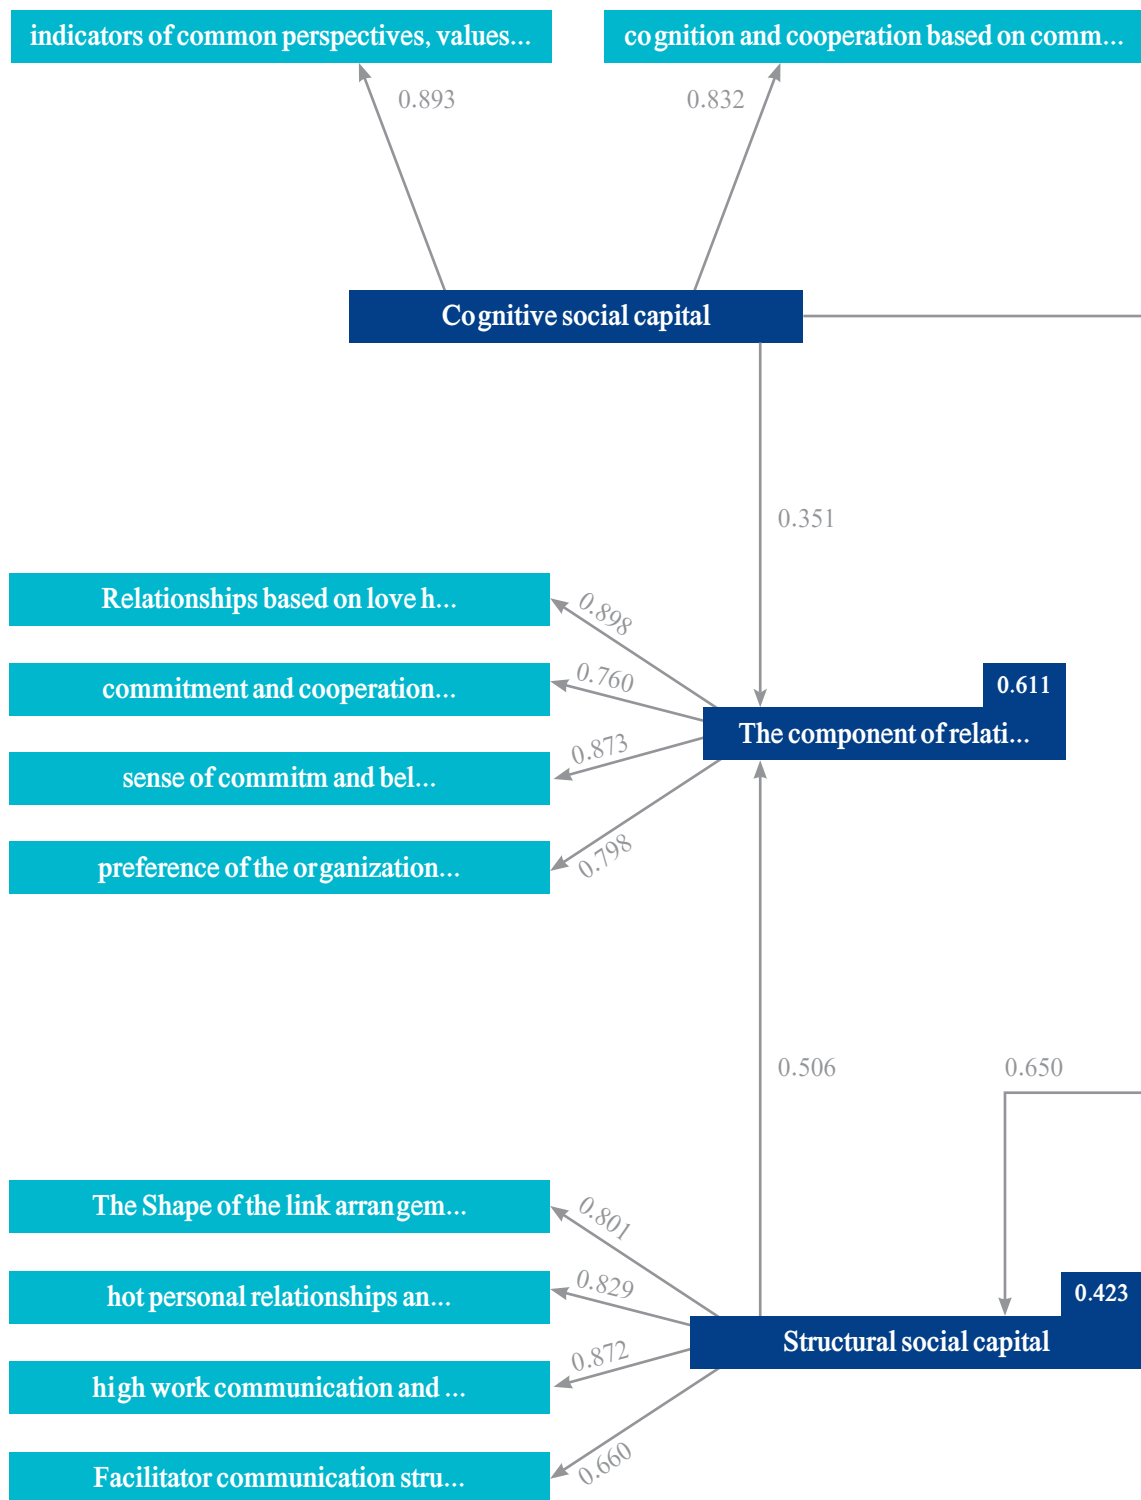 indicators of common perspectives, values...
cognition and cooperation based on comm...
0.893
0.832
Cognitive social capital
0.351
Relationships based on love h...
0.898
commitment and cooperation...
0.760
0.611
The component of relati...
sense of commitm and bel...
0.873
preference of the organization...
0.798
0.506
0.650
The Shape of the link arrangem...
0.801
hot personal relationships an...
0.829
0.423
Structural social capital
high work communication and ...
0.872
Facilitator communication stru...
0.660